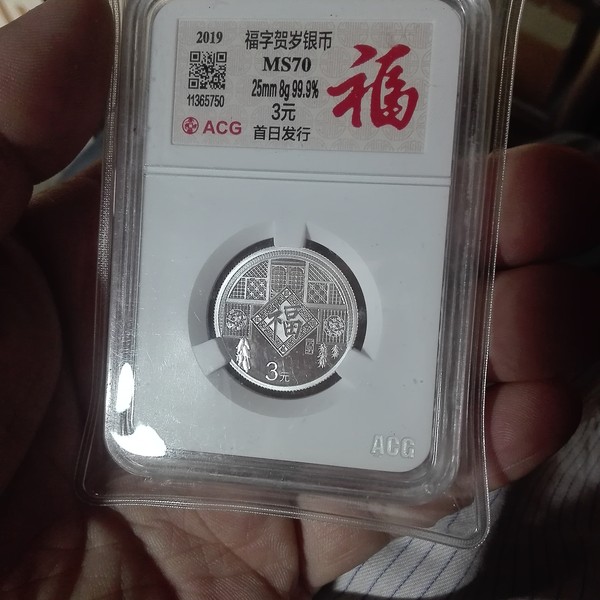 2019
福字贺岁银币
MS70
25mm 8g 99.9%
3元
首日发行
11365750
ACG
福
福
3元
ACG